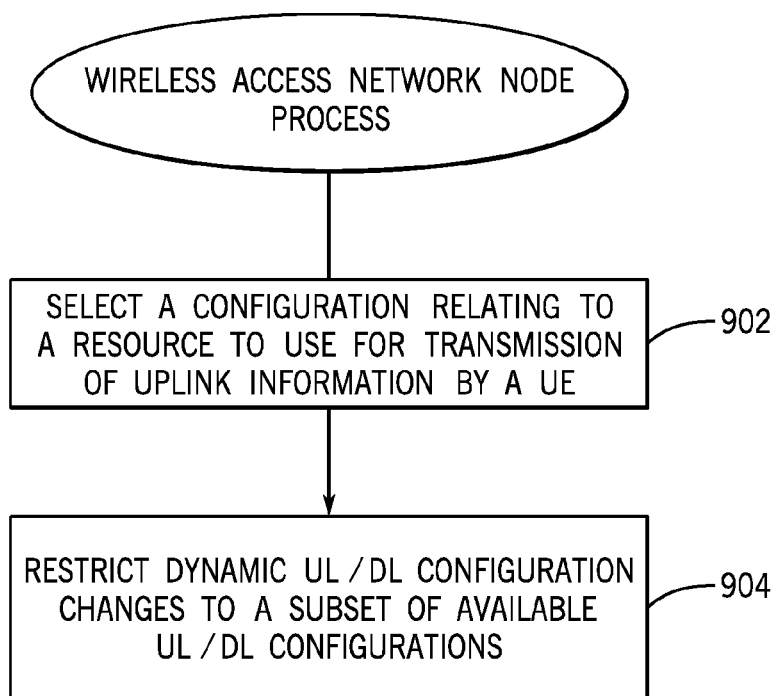 WIRELESS ACCESS NETWORK NODE
PROCESS
SELECT A CONFIGURATION RELATING TO
A RESOURCE TO USE FOR TRANSMISSION
OF UPLINK INFORMATION BY A UE
902
RESTRICT DYNAMIC UL / DL CONFIGURATION
CHANGES TO A SUBSET OF AVAILABLE
UL / DL CONFIGURATIONS
904